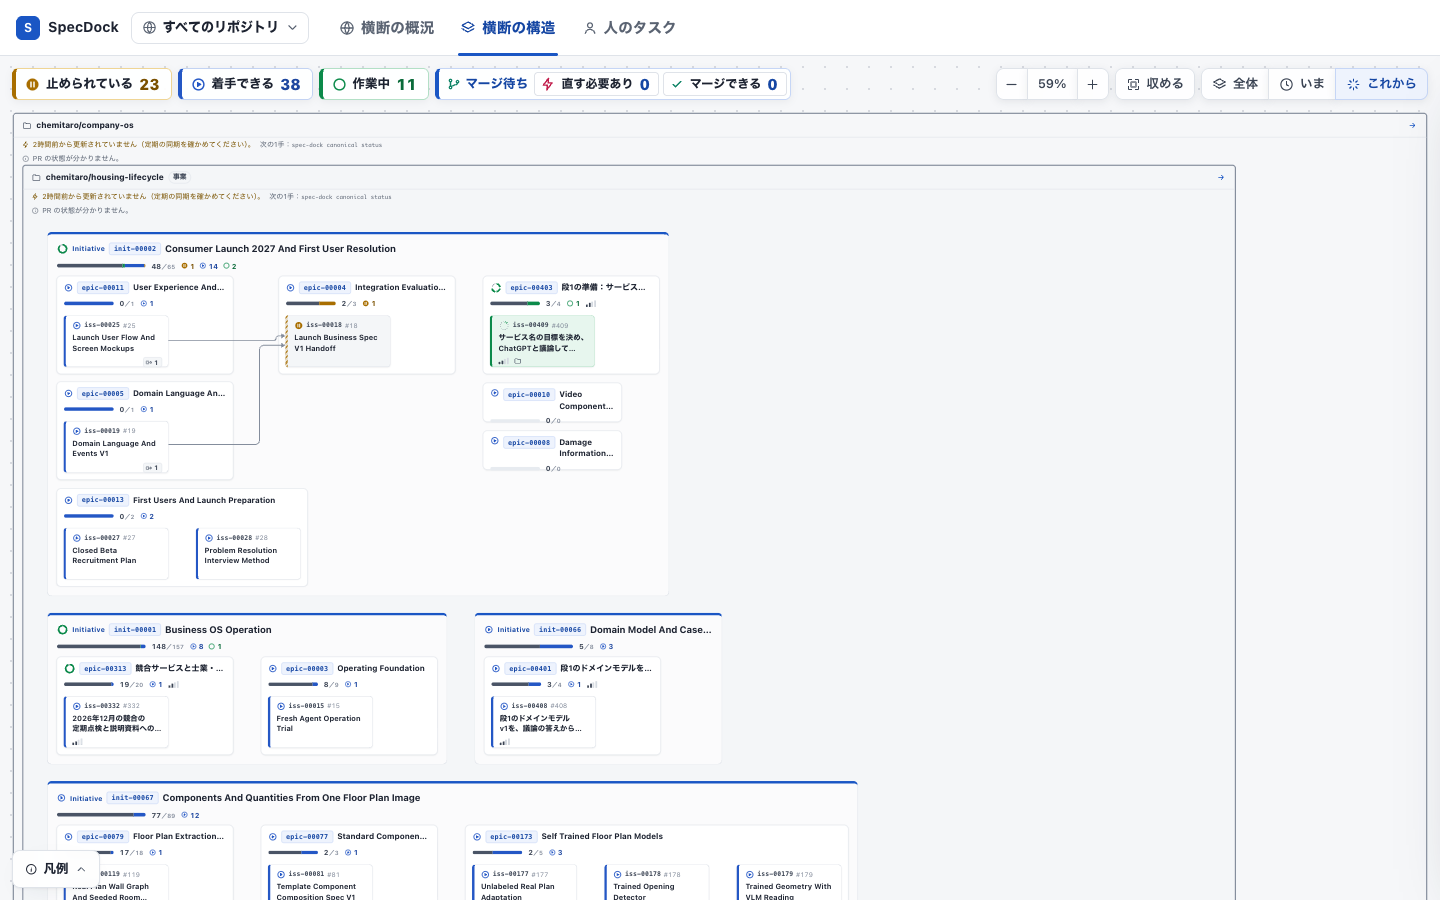 S SpecDock すべてのリポジトリ 横断の概況 横断の構造 人のタスク
止められている 23 着手できる 38 作業中 11 マージ待ち 直す必要あり 0 マージできる 0 59% 収める 全体 いま これから
chemitaro/company-os
2時間前から更新されていません（定期の同期を確かめてください）。 次の1手：spec-dock canonical status
PR の状態が分かりません。
chemitaro/housing-lifecycle 事業
2時間前から更新されていません（定期の同期を確かめてください）。 次の1手：spec-dock canonical status
PR の状態が分かりません。
Initiative init-00002 Consumer Launch 2027 And First User Resolution
48/65 1 14 2
epic-00011 User Experience And...
0/1 1
iss-00025 #25
Launch User Flow And
Screen Mockups
1
epic-00004 Integration Evaluatio...
2/3 1
iss-00018 #18
Launch Business Spec
V1 Handoff
epic-00403 段1の準備：サービス...
3/4 1
iss-00409 #409
サービス名の目標を決め、
ChatGPTと議論して...
epic-00005 Domain Language An...
0/1 1
iss-00019 #19
Domain Language And
Events V1
1
epic-00010 Video
Component...
0/0
epic-00008 Damage
Information...
0/0
epic-00013 First Users And Launch Preparation
0/2 2
iss-00027 #27
Closed Beta
Recruitment Plan
iss-00028 #28
Problem Resolution
Interview Method
Initiative init-00001 Business OS Operation
148/157 8 1
epic-00313 競合サービスと士業・...
19/20 1
iss-00332 #332
2026年12月の競合の
定期点検と説明資料への...
epic-00003 Operating Foundation
8/9 1
iss-00015 #15
Fresh Agent Operation
Trial
Initiative init-00066 Domain Model And Case...
5/8 3
epic-00401 段1のドメインモデルを...
3/4 1
iss-00408 #408
段1のドメインモデル
v1を、議論の答えから...
Initiative init-00067 Components And Quantities From One Floor Plan Image
77/89 12
epic-00079 Floor Plan Extraction...
17/18 1
00119 #119
Plan Wall Graph
And Seeded Room...
epic-00077 Standard Componen...
2/3 1
iss-00081 #81
Template Component
Composition Spec V1
epic-00173 Self Trained Floor Plan Models
2/5 3
iss-00177 #177
Unlabeled Real Plan
Adaptation
iss-00178 #178
Trained Opening
Detector
iss-00179 #179
Trained Geometry With
VLM Reading
凡例